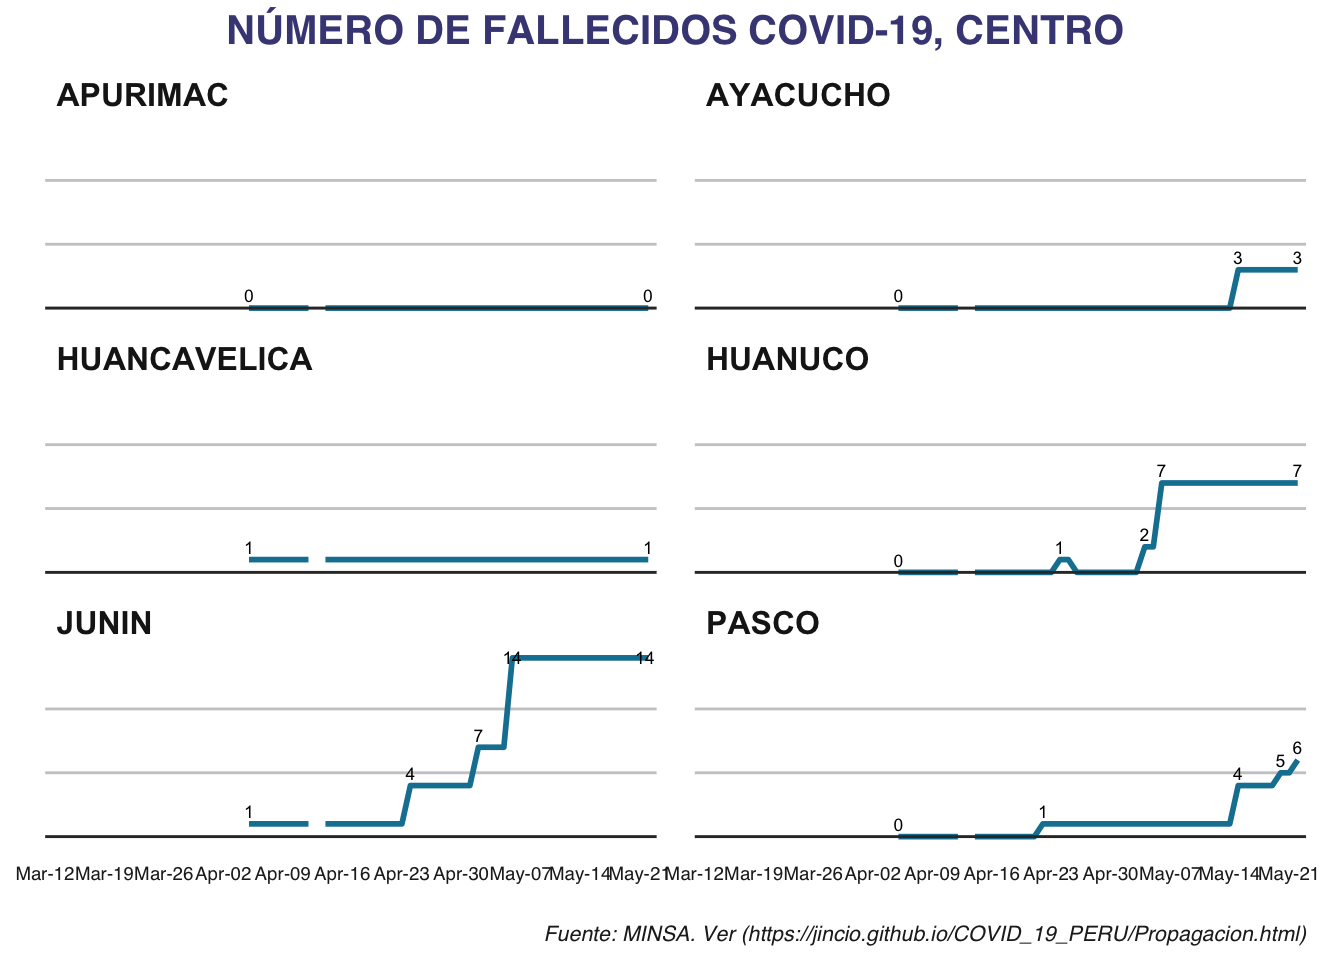 NÚMERO DE FALLECIDOS COVID-19, CENTRO
APURIMAC
0
0
AYACUCHO
0
3
3
HUANCAVELICA
1
1
HUANUCO
0
1
2
7
7
JUNIN
1
4
7
14
14
PASCO
0
1
4
5
6
Mar-12 Mar-19 Mar-26 Apr-02 Apr-09 Apr-16 Apr-23 Apr-30 May-07 May-14 May-21
Mar-12 Mar-19 Mar-26 Apr-02 Apr-09 Apr-16 Apr-23 Apr-30 May-07 May-14 May-21
Fuente: MINSA. Ver (https://jincio.github.io/COVID_19_PERU/Propagacion.html)